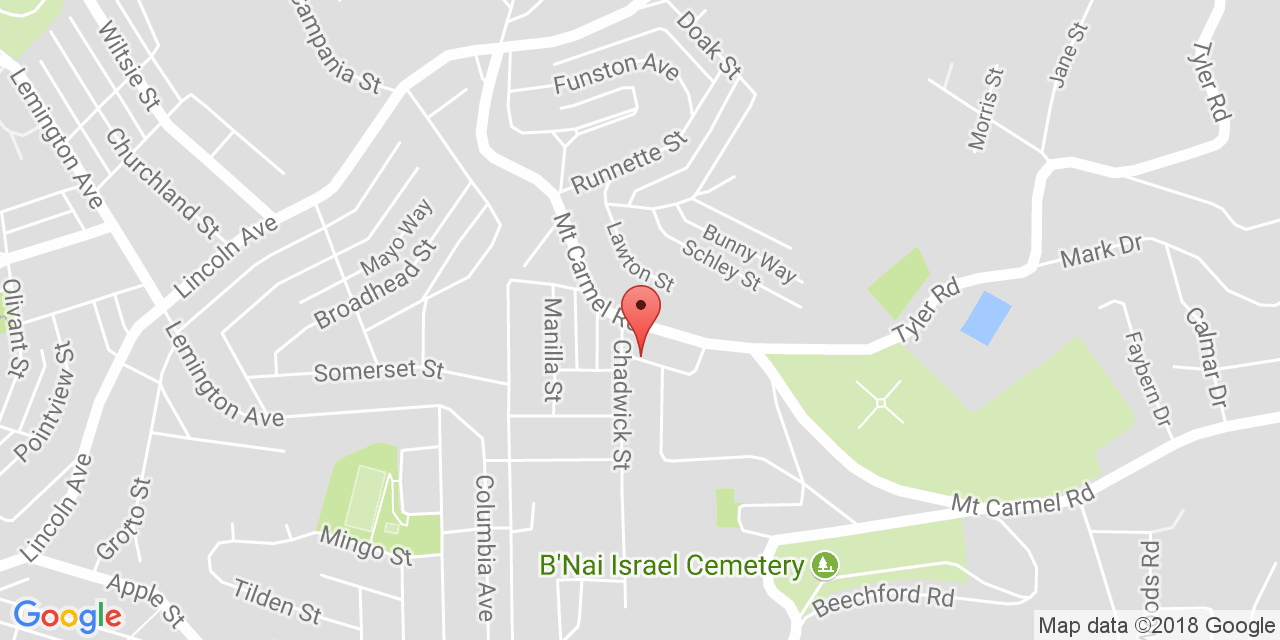 Campania St
Doak St
Wiltsie St
Funston Ave
Jane St
Tyler Rd
Morris St
Lemington Ave
Churchland St
Runnette St
Mayo Way
Lincoln Ave
Mt Carmel R
Lawton St
Bunny Way
Schley St
Mark Dr
Broadhead St
Olivant St
Manilla St
Tyler Rd
Calmar Dr
Faybern Dr
Pointview St
Lemington Ave
Somerset St
Chadwick St
Lincoln Ave
Grotto St
Columbia Ave
Mt Carmel Rd
Mingo St
B'Nai Israel Cemetery
ops Rd
Apple St
Tilden St
Beechford Rd
Google
Map data ©2018 Google